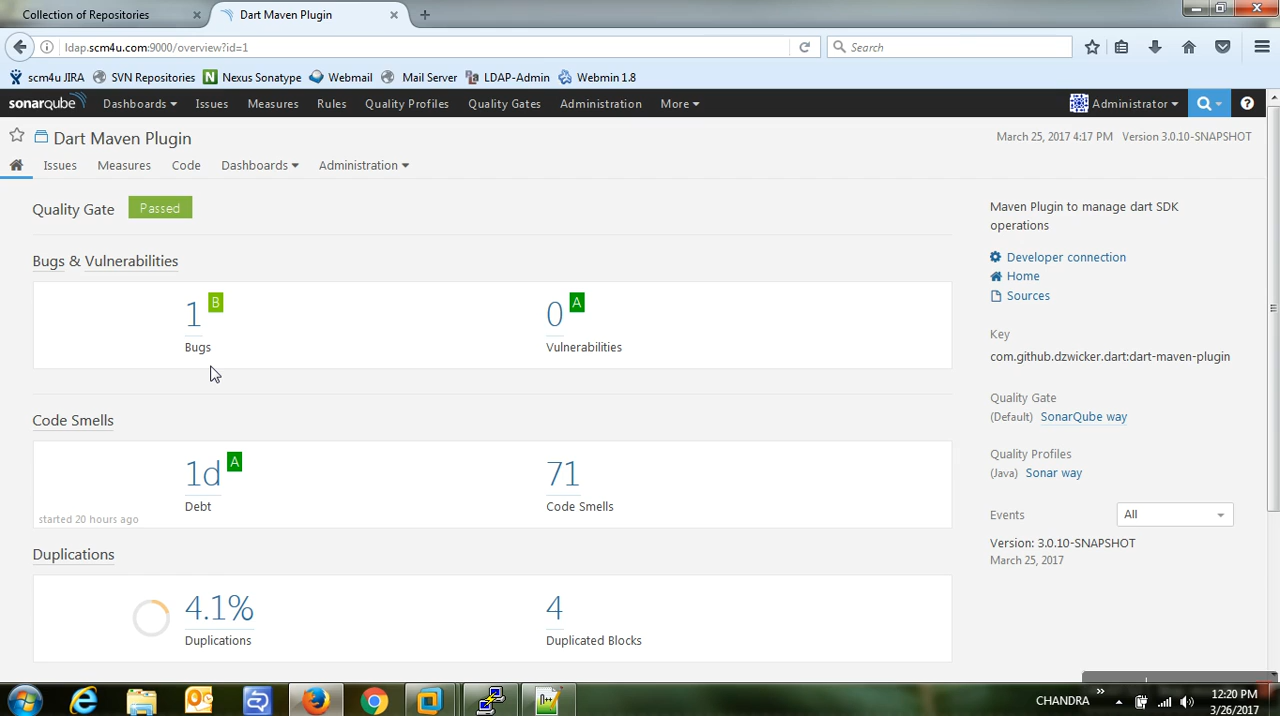 Collection of Repositories
Dart Maven Plugin
ldap.scm4u.com:9000/overview?id=1
Search
scm4u JIRA
SVN Repositories
Nexus Sonatype
Webmail
Mail Server
LDAP-Admin
Webmin 1.8
sonarqube
Dashboards
Issues
Measures
Rules
Quality Profiles
Quality Gates
Administration
More
Administrator
Dart Maven Plugin
March 25, 2017 4:17 PM Version 3.0.10-SNAPSHOT
Issues
Measures
Code
Dashboards
Administration
Quality Gate Passed
Bugs & Vulnerabilities
1 B
Bugs
0 A
Vulnerabilities
Code Smells
1d A
Debt
71
Code Smells
started 20 hours ago
Duplications
4.1%
Duplications
4
Duplicated Blocks
Maven Plugin to manage dart SDK
operations
Developer connection
Home
Sources
Key
com.github.dzwicker.dart:dart-maven-plugin
Quality Gate
(Default) SonarQube way
Quality Profiles
(Java) Sonar way
Events All
Version: 3.0.10-SNAPSHOT
March 25, 2017
CHANDRA
12:20 PM
3/26/2017